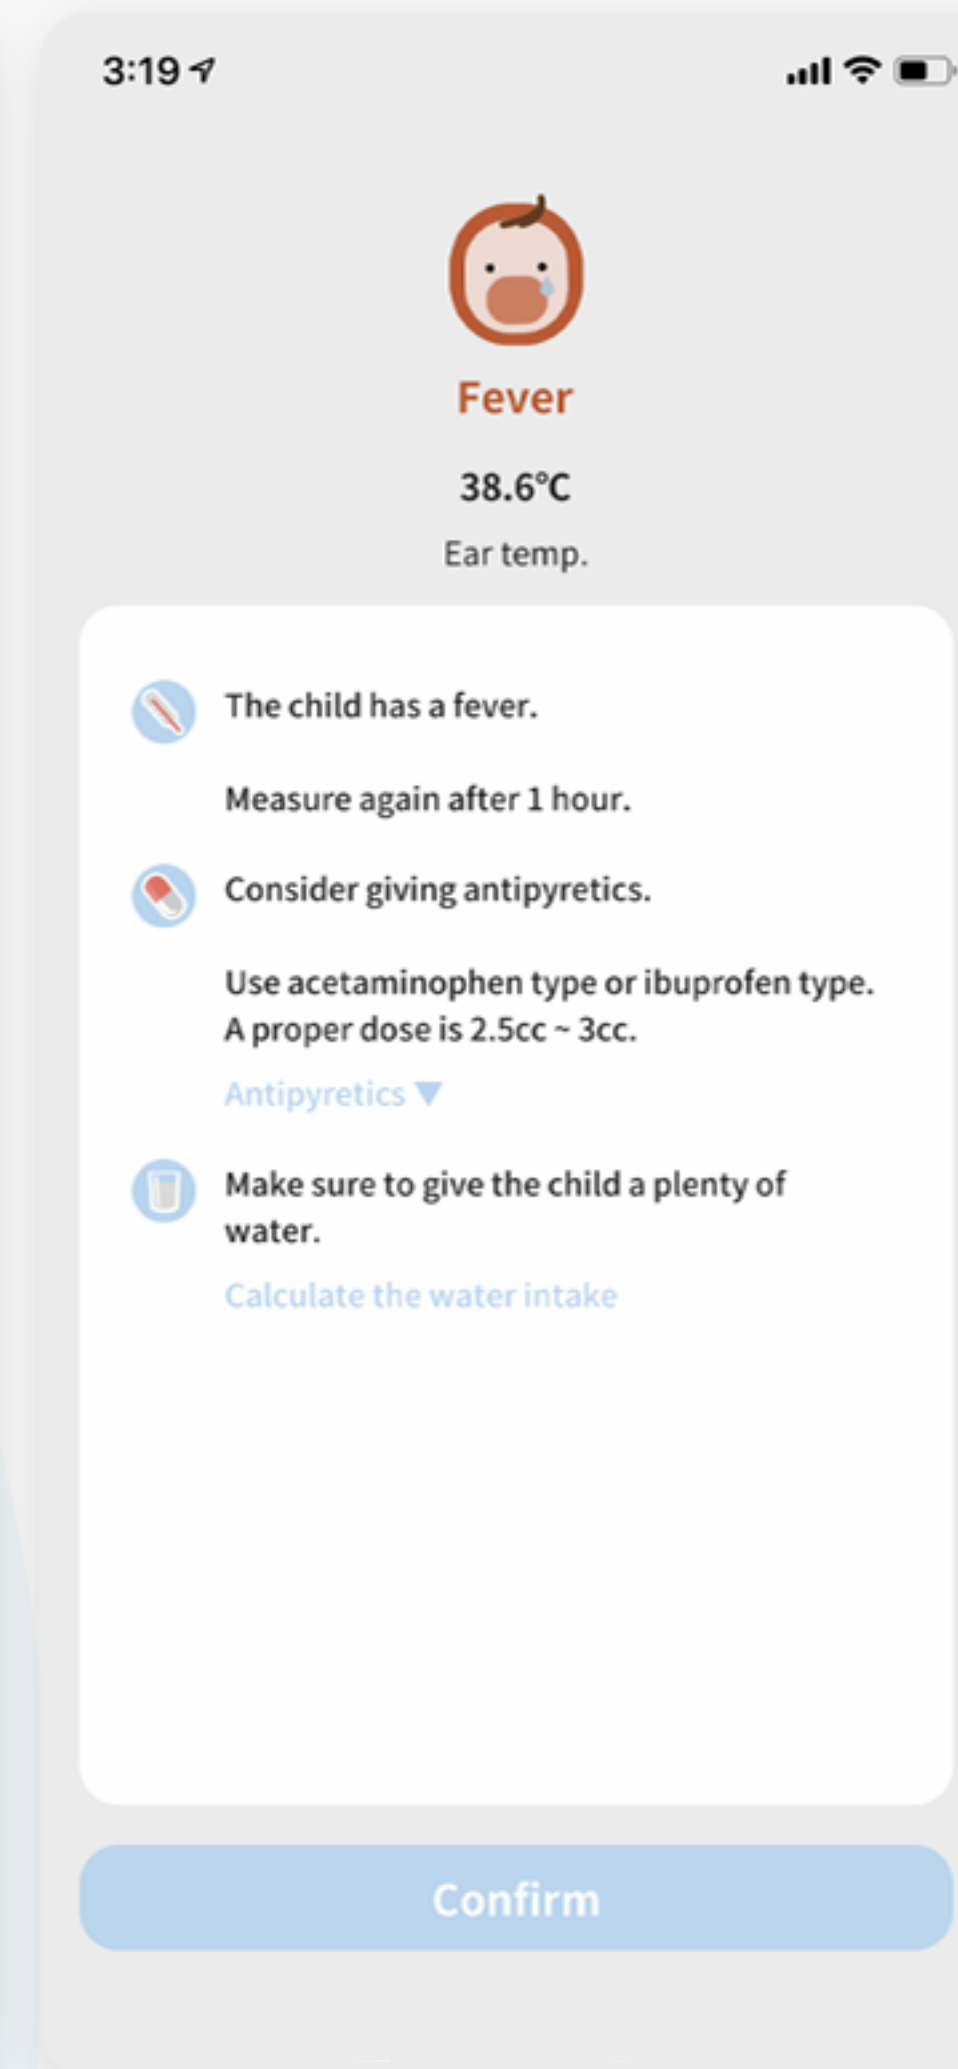 3:19
Fever
38.6°C
Ear temp.
The child has a fever.
Measure again after 1 hour.
Consider giving antipyretics.
Use acetaminophen type or ibuprofen type.
A proper dose is 2.5cc ~ 3cc.
Antipyretics ▼
Make sure to give the child a plenty of
water.
Calculate the water intake
Confirm